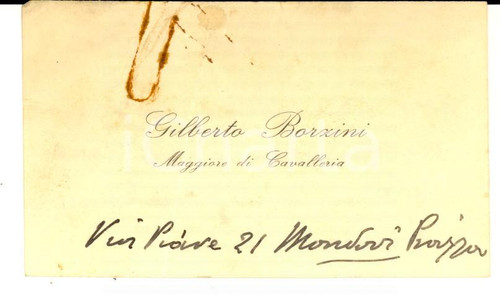 Gilberto Borzini
Maggiore di Cavalleria
Via Piave 21 Mondovì Piazza